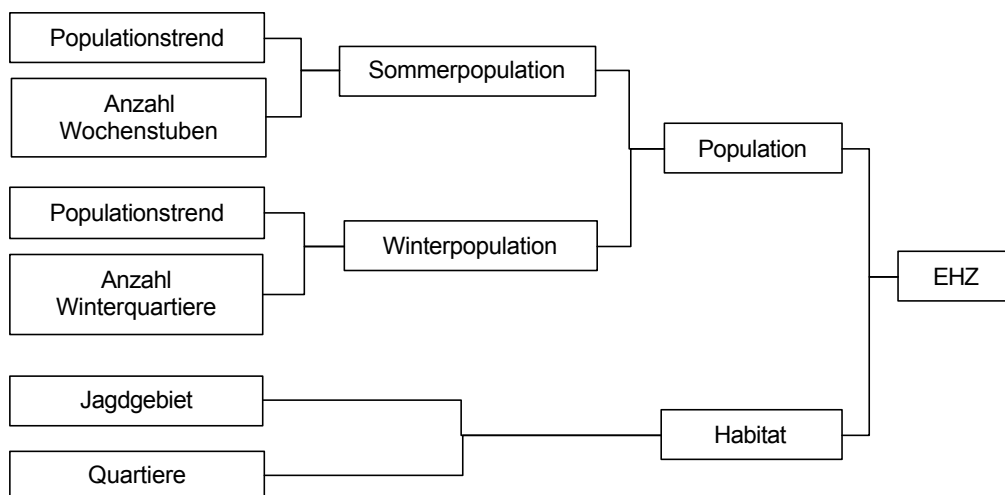 Populationstrend
Sommerpopulation
Anzahl
Wochenstuben
Population
Populationstrend
Winterpopulation
Anzahl
Winterquartiere
EHZ
Jagdgebiet
Habitat
Quartiere